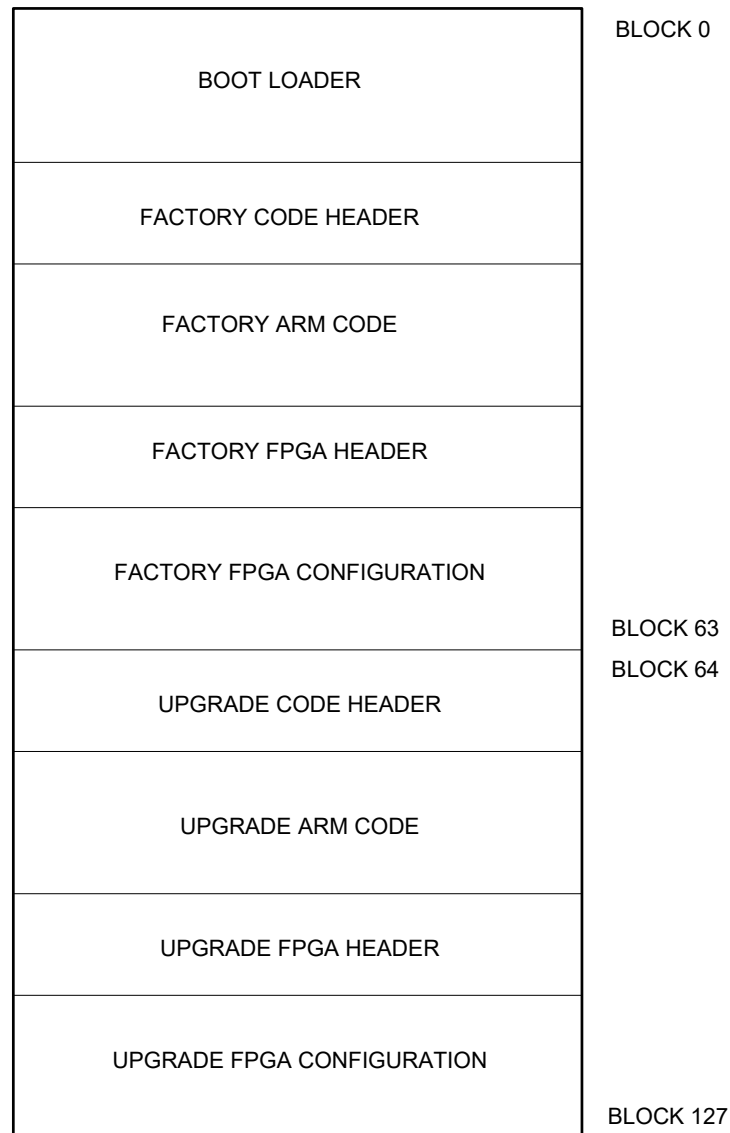 BLOCK 0
BOOT LOADER
FACTORY CODE HEADER
FACTORY ARM CODE
FACTORY FPGA HEADER
FACTORY FPGA CONFIGURATION
BLOCK 63
BLOCK 64
UPGRADE CODE HEADER
UPGRADE ARM CODE
UPGRADE FPGA HEADER
UPGRADE FPGA CONFIGURATION
BLOCK 127